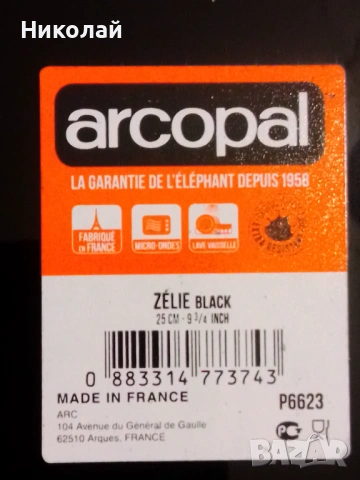 Николай
arcopal
LA GARANTIE DE L'ÉLÉPHANT DEPUIS 1958
FABRIQUÉ EN FRANCE
MICRO-ONDES
LAVE VAISSELLE
ZÉLIE BLACK
25 CM - 9 3/4 INCH
0 883314 773743
MADE IN FRANCE
P6623
ARC
104 Avenue du Général de Gaulle
62510 Arques, FRANCE
bazar